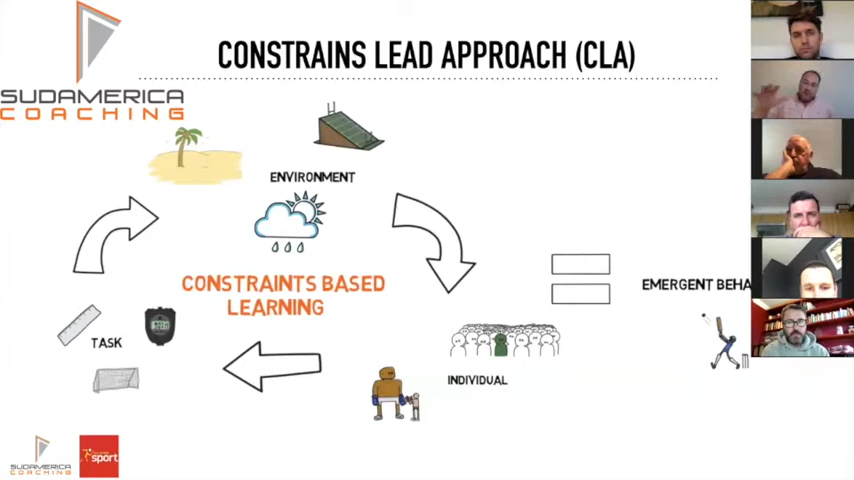 CONSTRAINS LEAD APPROACH (CLA)
SUDAMERICA
COACHING
ENVIRONMENT
CONSTRAINTS BASED
LEARNING
EMERGENT BEHA
TASK
INDIVIDUAL
SUDAMERICA
COACHING
sport